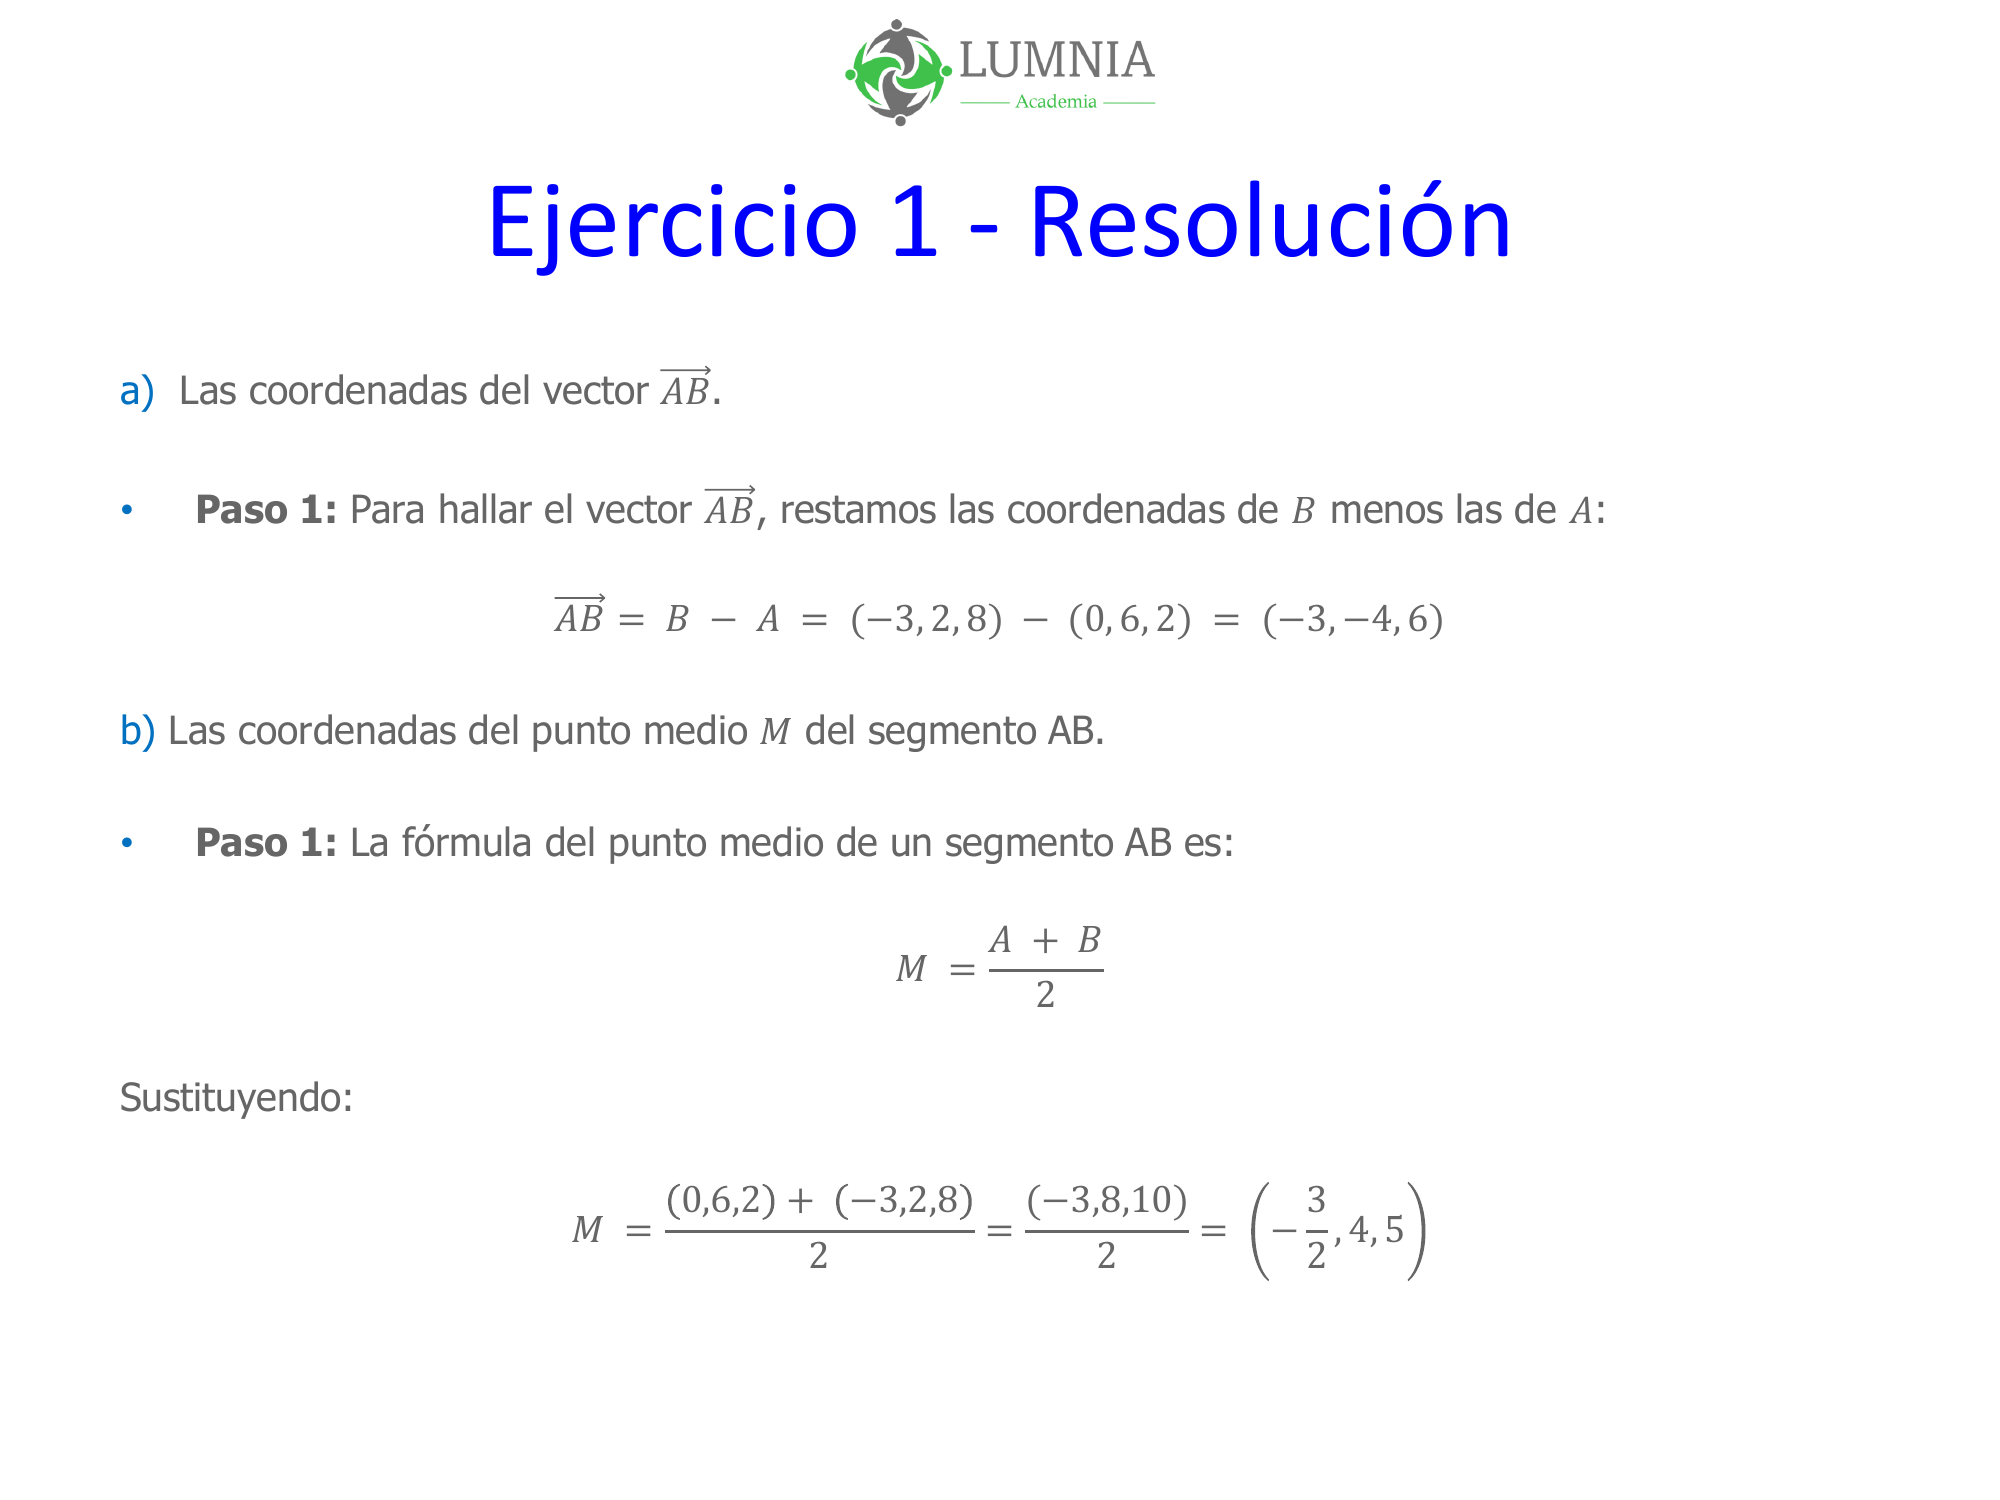 LUMNIA
Academia
Ejercicio 1 - Resolución
a) Las coordenadas del vector $\overrightarrow{AB}$.
• Paso 1: Para hallar el vector $\overrightarrow{AB}$, restamos las coordenadas de $B$ menos las de $A$:
$\overrightarrow{AB} = B - A = (-3, 2, 8) - (0, 6, 2) = (-3, -4, 6)$
b) Las coordenadas del punto medio $M$ del segmento AB.
• Paso 1: La fórmula del punto medio de un segmento AB es:
$M = \frac{A + B}{2}$
Sustituyendo:
$M = \frac{(0,6,2) + (-3,2,8)}{2} = \frac{(-3,8,10)}{2} = \left(-\frac{3}{2}, 4, 5\right)$